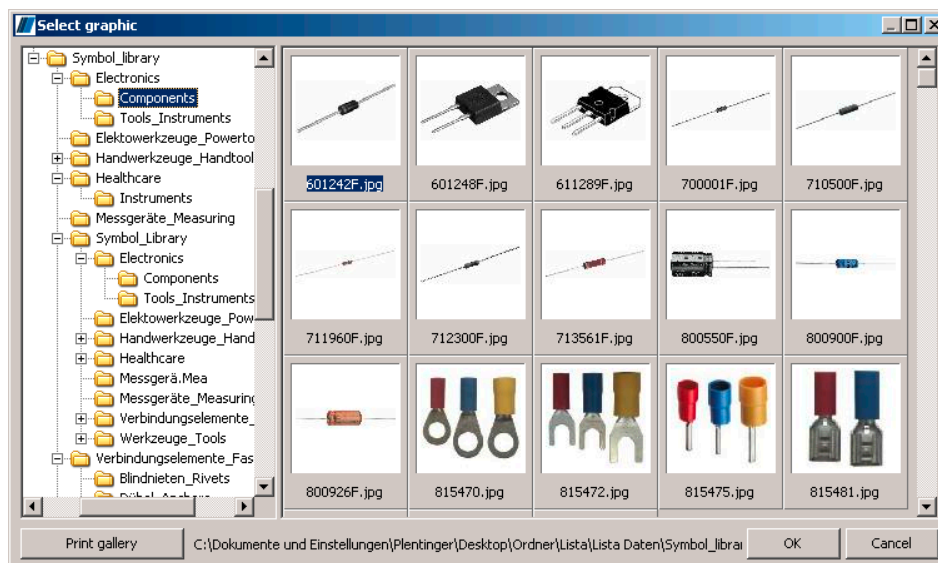 Select graphic
Symbol_library
Electronics
Components
Tools_Instruments
Elektowerkzeuge_Powerto
Handwerkzeuge_Handtool
Healthcare
Instruments
Messgeräte_Measuring
Symbol_Library
Electronics
Components
Tools_Instruments
Elektowerkzeuge_Pow
Handwerkzeuge_Hand
Healthcare
Messgerä.Mea
Messgeräte_Measuring
Verbindungselemente_
Werkzeuge_Tools
Verbindungselemente_Fas
Blindnieten_Rivets
601242F.jpg 601248F.jpg 611289F.jpg 700001F.jpg 710500F.jpg
711960F.jpg 712300F.jpg 713561F.jpg 800550F.jpg 800900F.jpg
800926F.jpg 815470.jpg 815472.jpg 815475.jpg 815481.jpg
Print gallery C:\Dokumente und Einstellungen\Plentinger\Desktop\Ordner\Lista\Lista Daten\Symbol_librar OK Cancel